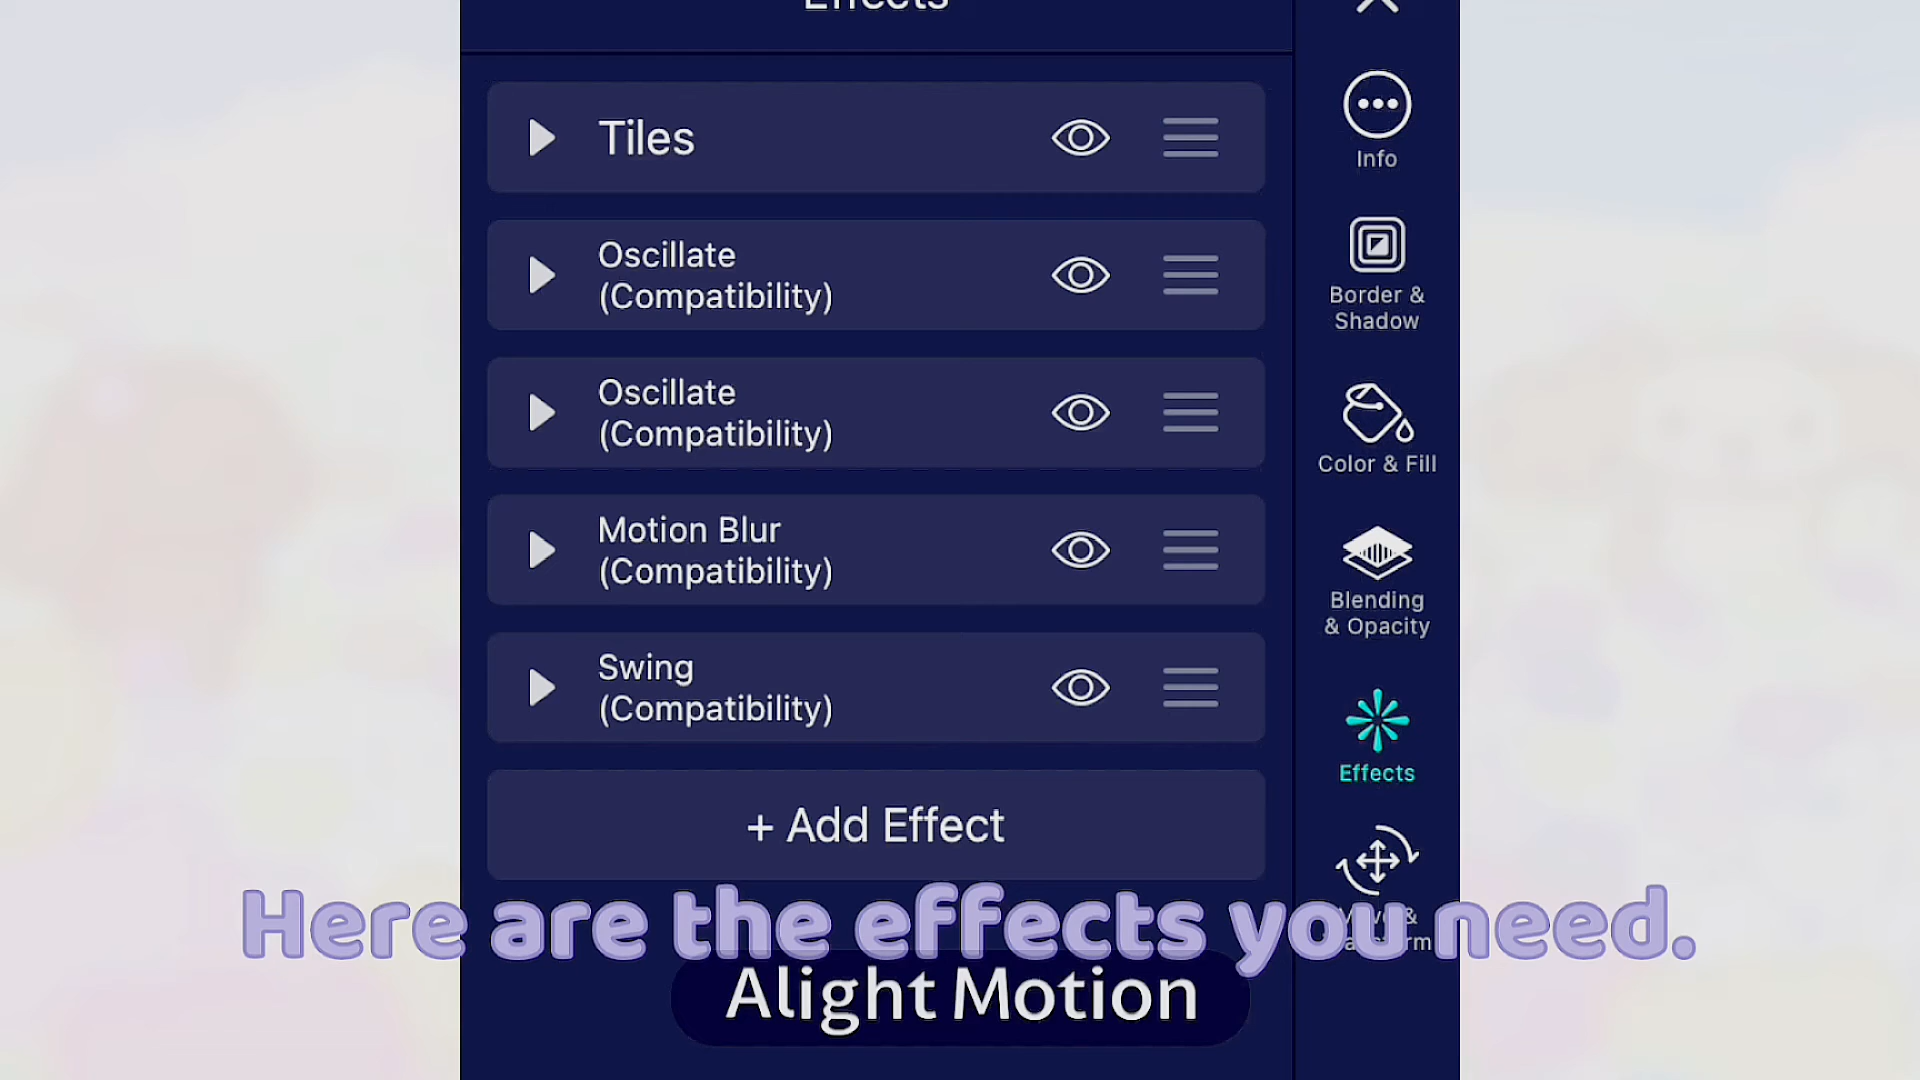 Effects
Tiles
Oscillate
(Compatibility)
Oscillate
(Compatibility)
Motion Blur
(Compatibility)
Swing
(Compatibility)
+ Add Effect
Info
Border &
Shadow
Color & Fill
Blending
& Opacity
Effects
Here are the effects you need.
Alight Motion